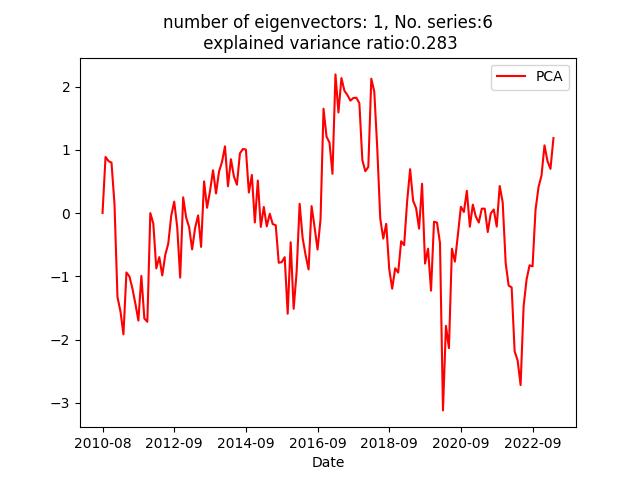 number of eigenvectors: 1, No. series:6
explained variance ratio:0.283
PCA
2
1
0
−1
−2
−3
2010-08 2012-09 2014-09 2016-09 2018-09 2020-09 2022-09
Date